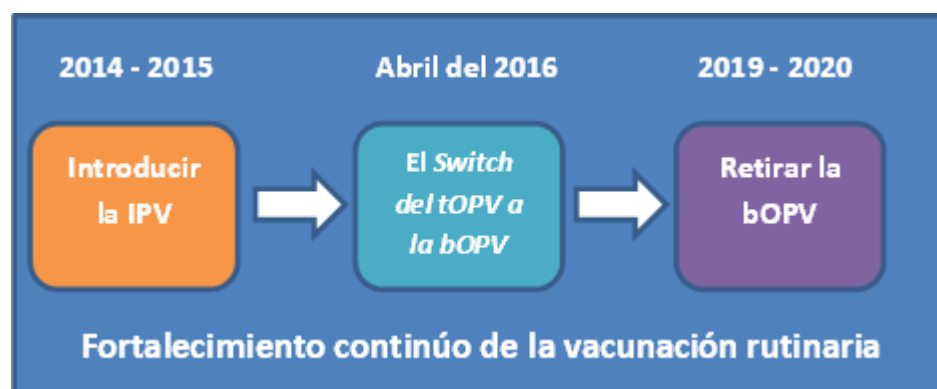 2014 - 2015
Abril del 2016
2019 - 2020
Introducir
la IPV
El Switch
del tOPV a
la bOPV
Retirar la
bOPV
Fortalecimiento continúo de la vacunación rutinaria